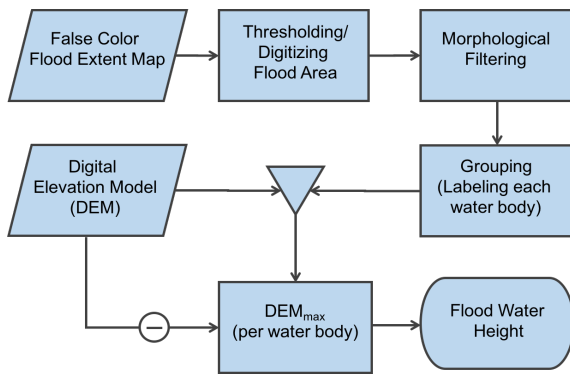 False Color
Flood Extent Map
Thresholding/
Digitizing
Flood Area
Morphological
Filtering
Digital
Elevation Model
(DEM)
Grouping
(Labeling each
water body)
DEMmax
(per water body)
Flood Water
Height